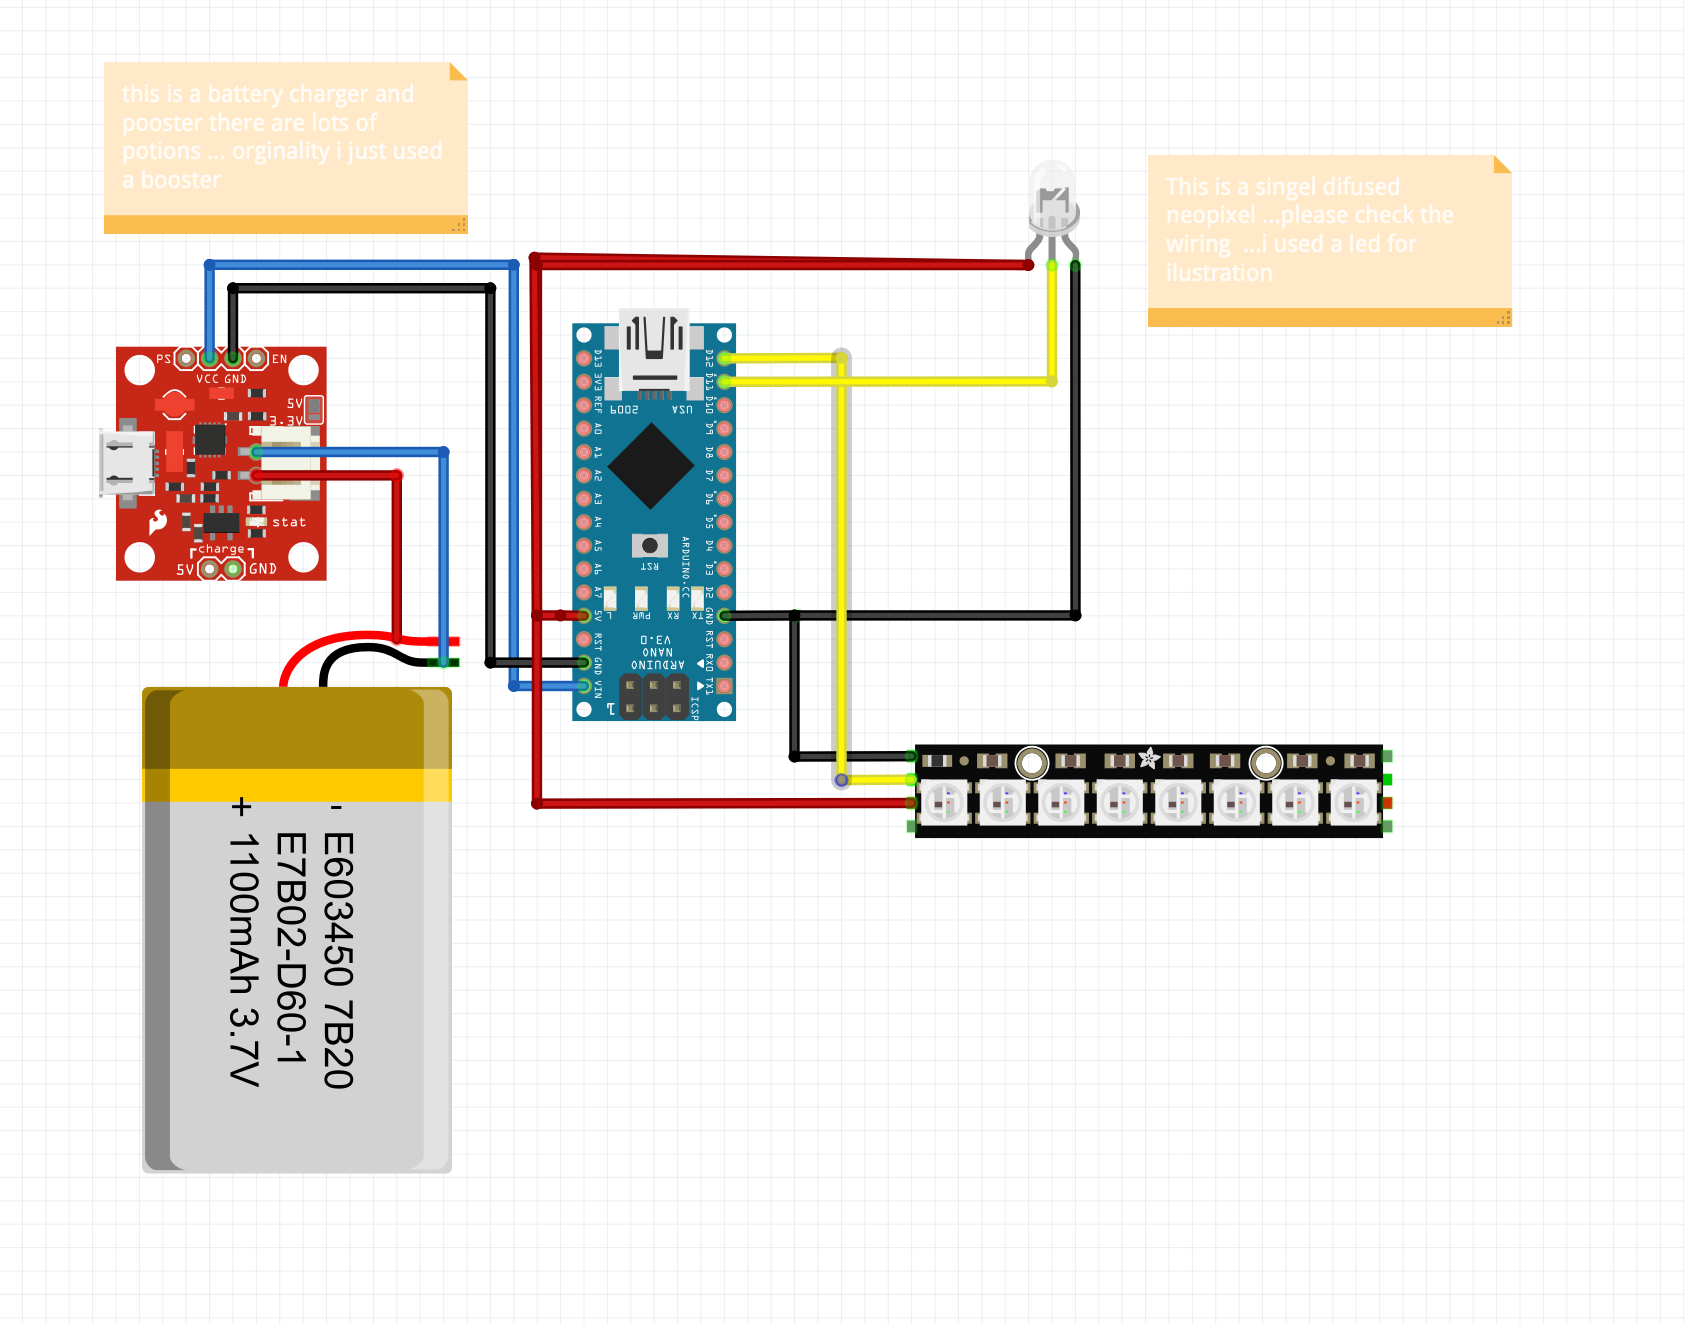 this is a battery charger and
pooster there are lots of
potions ... orginality i just used
a booster
This is a singel difused
neopixel ...please check the
wiring ...i used a led for
ilustration
PS
EN
VCC GND
5V
3.3V
stat
charge
5V
GND
D13
3V3
REF
A0
A1
A2
A3
A4
A5
A6
A7
5V
RST
GND
VIN
D12
D11
D10
D9
D8
D7
D6
D5
D4
D3
D2
GND
RST
RX0
TX1
USA
2009
RST
ARDUINO.CC
TX
RX
PWR
L
ARDUINO
NANO
V3.0
ICSP
1
- E603450 7B20
E7B02-D60-1
+ 1100mAh 3.7V